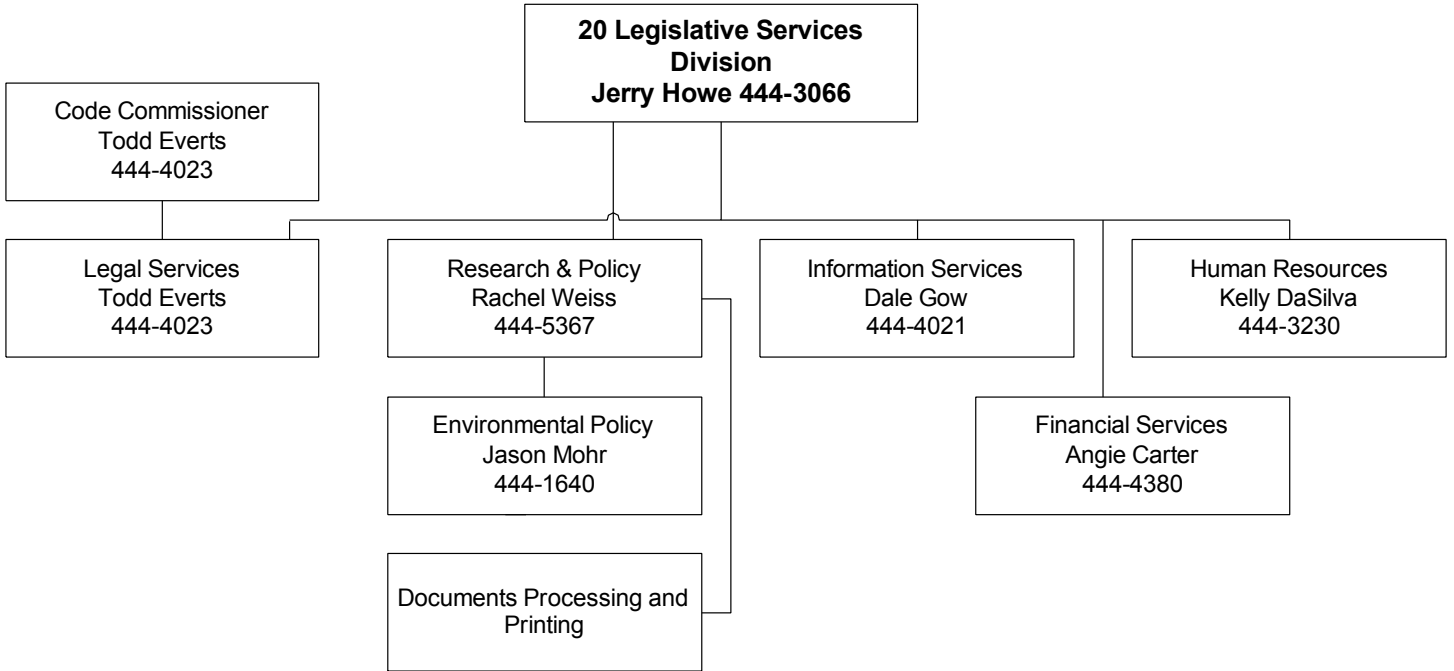 20 Legislative Services
Division
Jerry Howe 444-3066
Code Commissioner
Todd Everts
444-4023
Legal Services
Todd Everts
444-4023
Research & Policy
Rachel Weiss
444-5367
Information Services
Dale Gow
444-4021
Human Resources
Kelly DaSilva
444-3230
Environmental Policy
Jason Mohr
444-1640
Financial Services
Angie Carter
444-4380
Documents Processing and
Printing